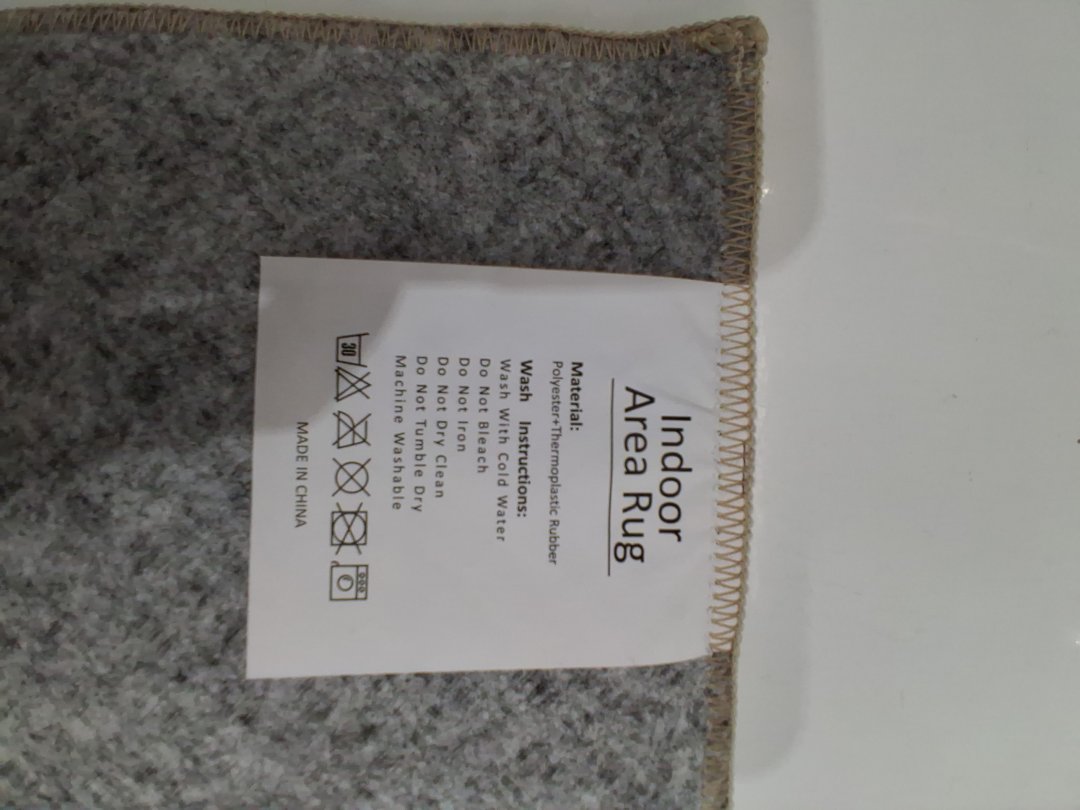 Indoor
Area Rug
Material:
Polyester+Thermoplastic Rubber
Wash Instructions:
Wash With Cold Water
Do Not Bleach
Do Not Iron
Do Not Dry Clean
Do Not Tumble Dry
Machine Washable
30
MADE IN CHINA